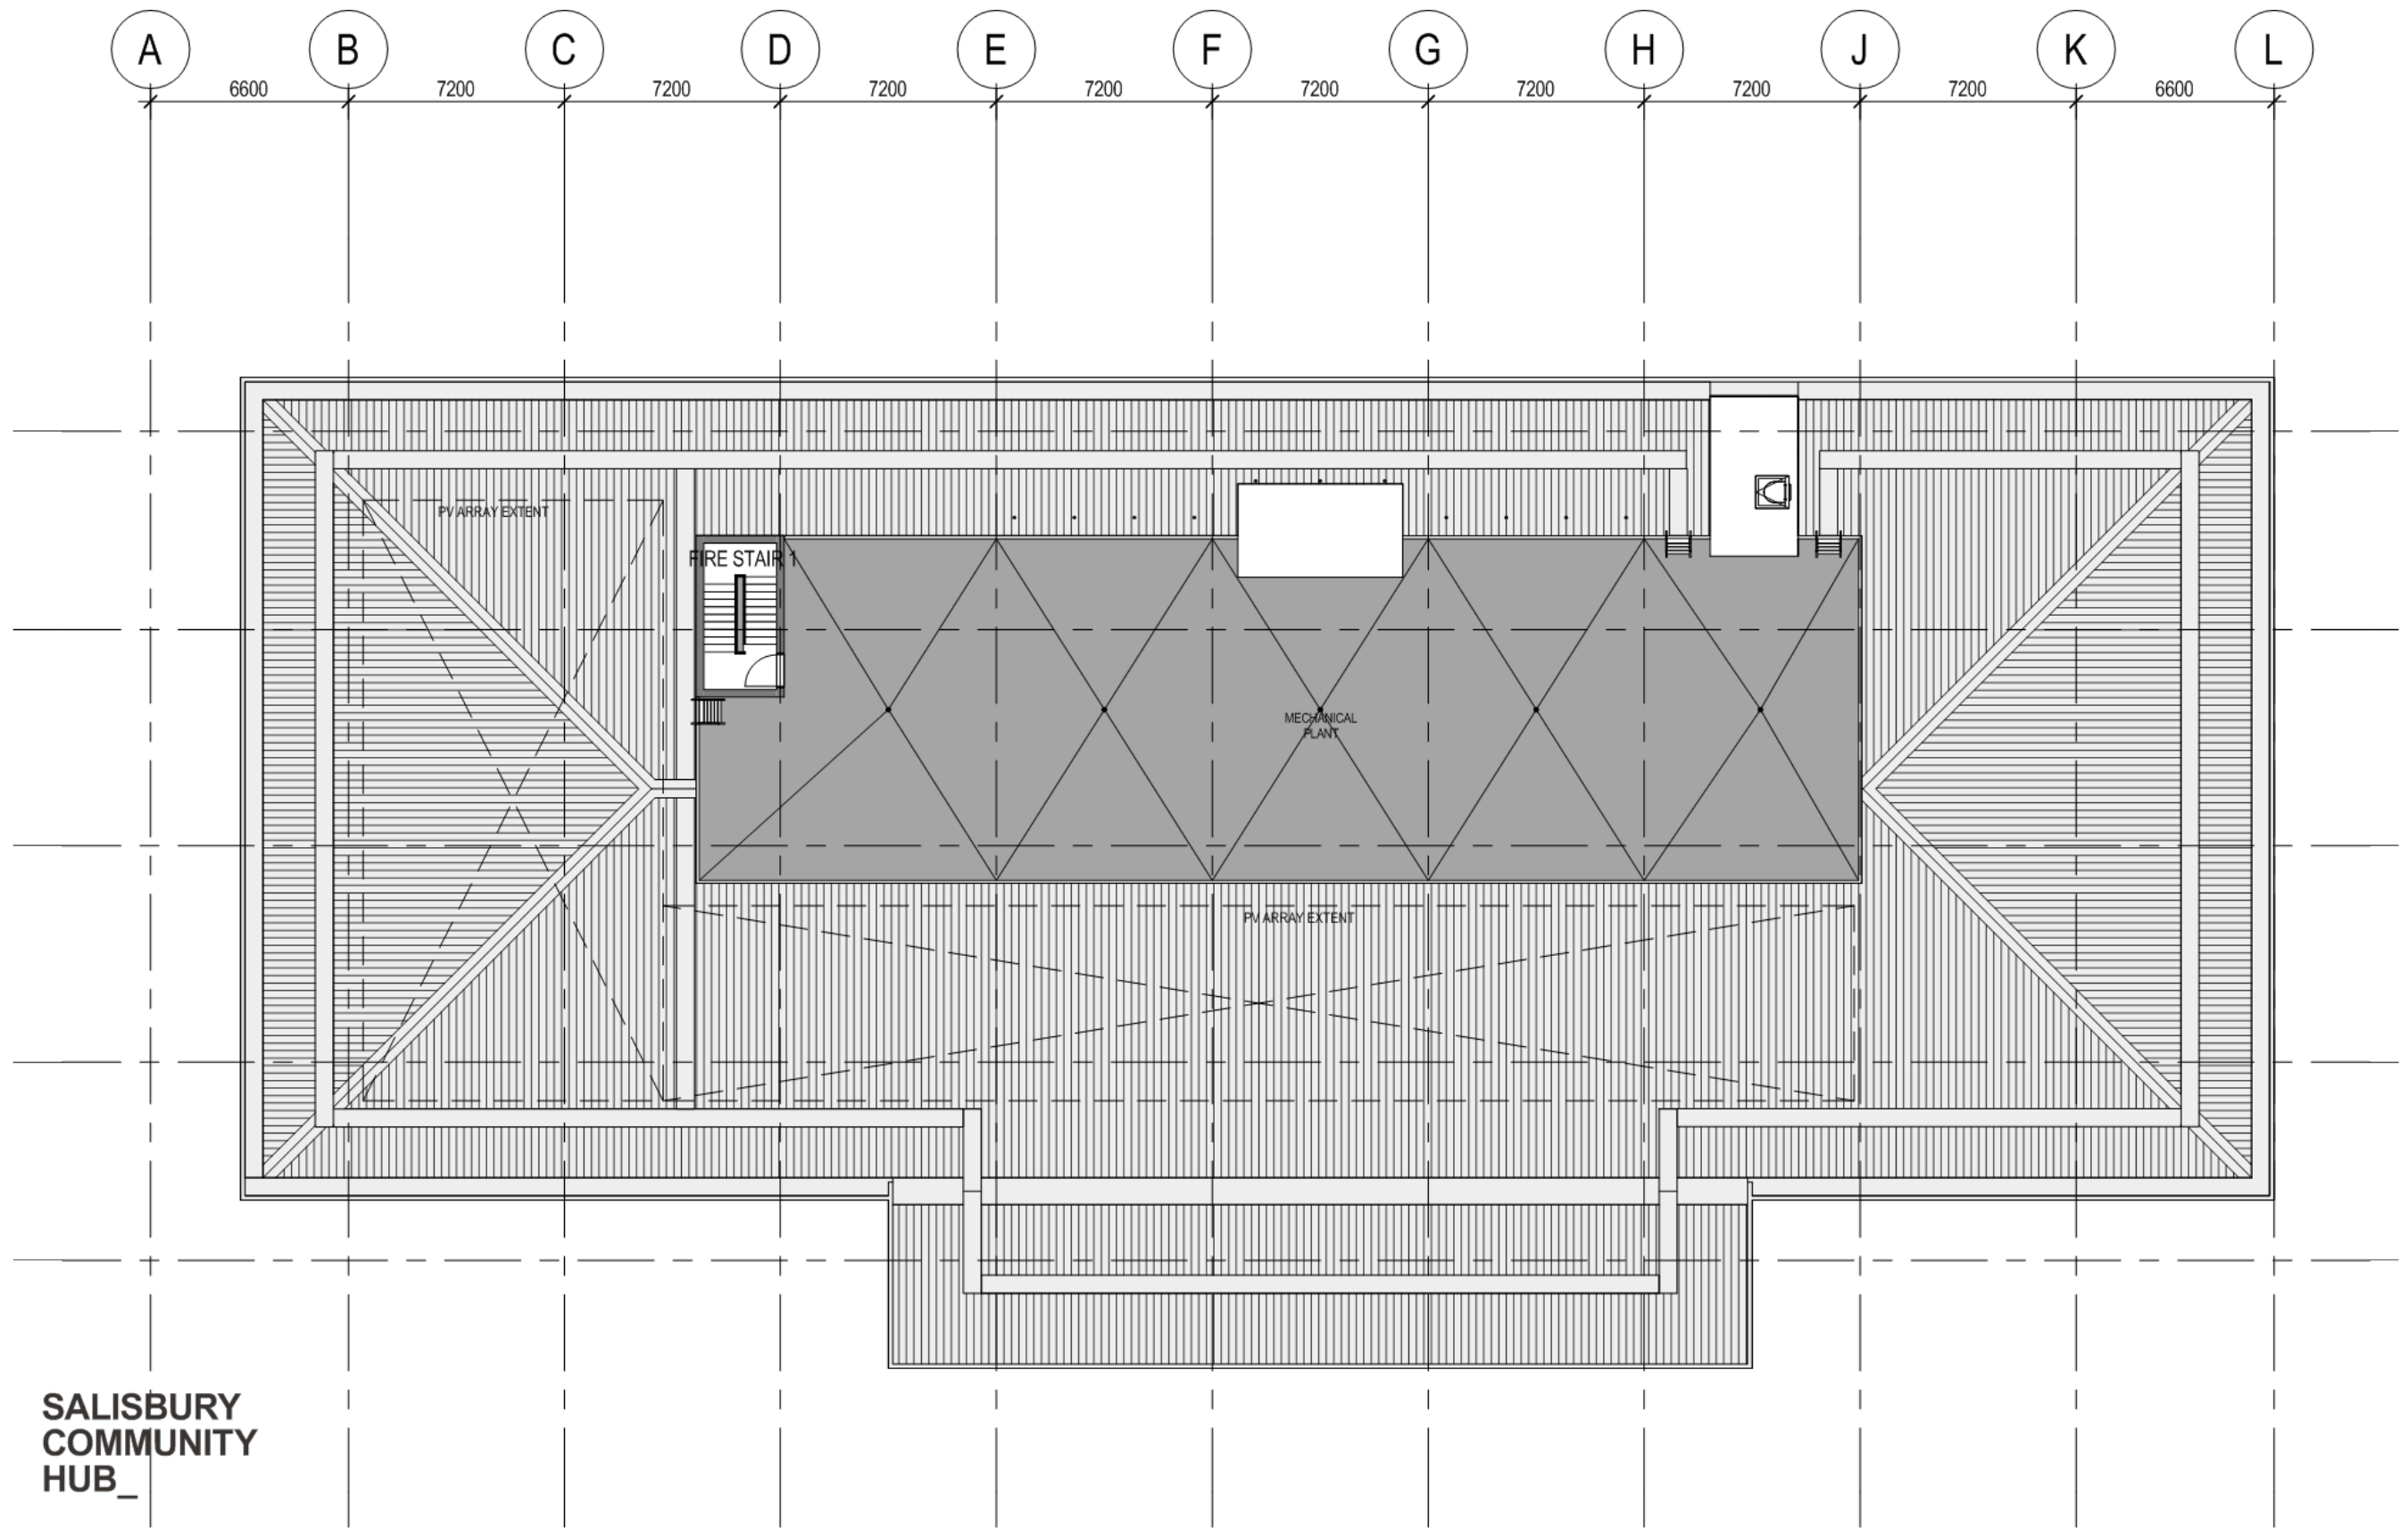 A B C D E F G H J K L
6600 7200 7200 7200 7200 7200 7200 7200 7200 6600
PV ARRAY EXTENT
FIRE STAIR 1
MECHANICAL
PLANT
PV ARRAY EXTENT
SALISBURY
COMMUNITY
HUB_